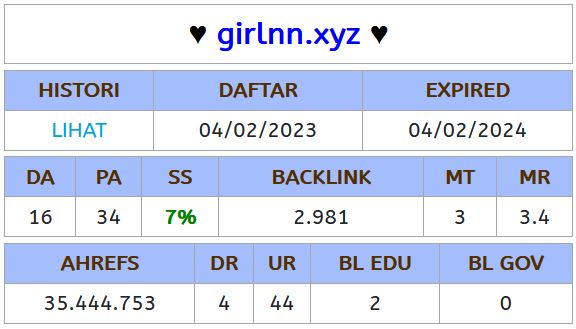 ♥ girlnn.xyz ♥
HISTORI DAFTAR EXPIRED
LIHAT 04/02/2023 04/02/2024
DA PA SS BACKLINK MT MR
16 34 7% 2.981 3 3.4
AHREFS DR UR BL EDU BL GOV
35.444.753 4 44 2 0